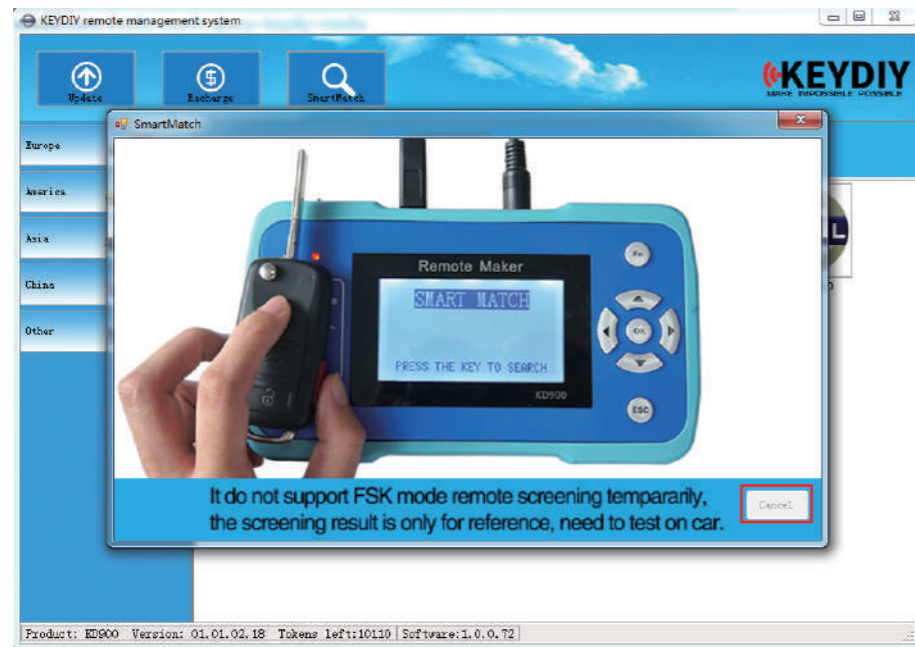 KEYDIY remote management system
Update
Recharge
SmartMatch
KEYDIY
MAKE IMPOSSIBLE POSSIBLE
SmartMatch
Europe
America
Asia
China
Other
Remote Maker
SMART MATCH
PRESS THE KEY TO SEARCH
KD900
Fn
OK
ESC
L
It do not support FSK mode remote screening tempararily,
the screening result is only for reference, need to test on car.
Cancel
Product: KD900 Version: 01.01.02.18 Tokens left:10110 Software:1.0.0.72